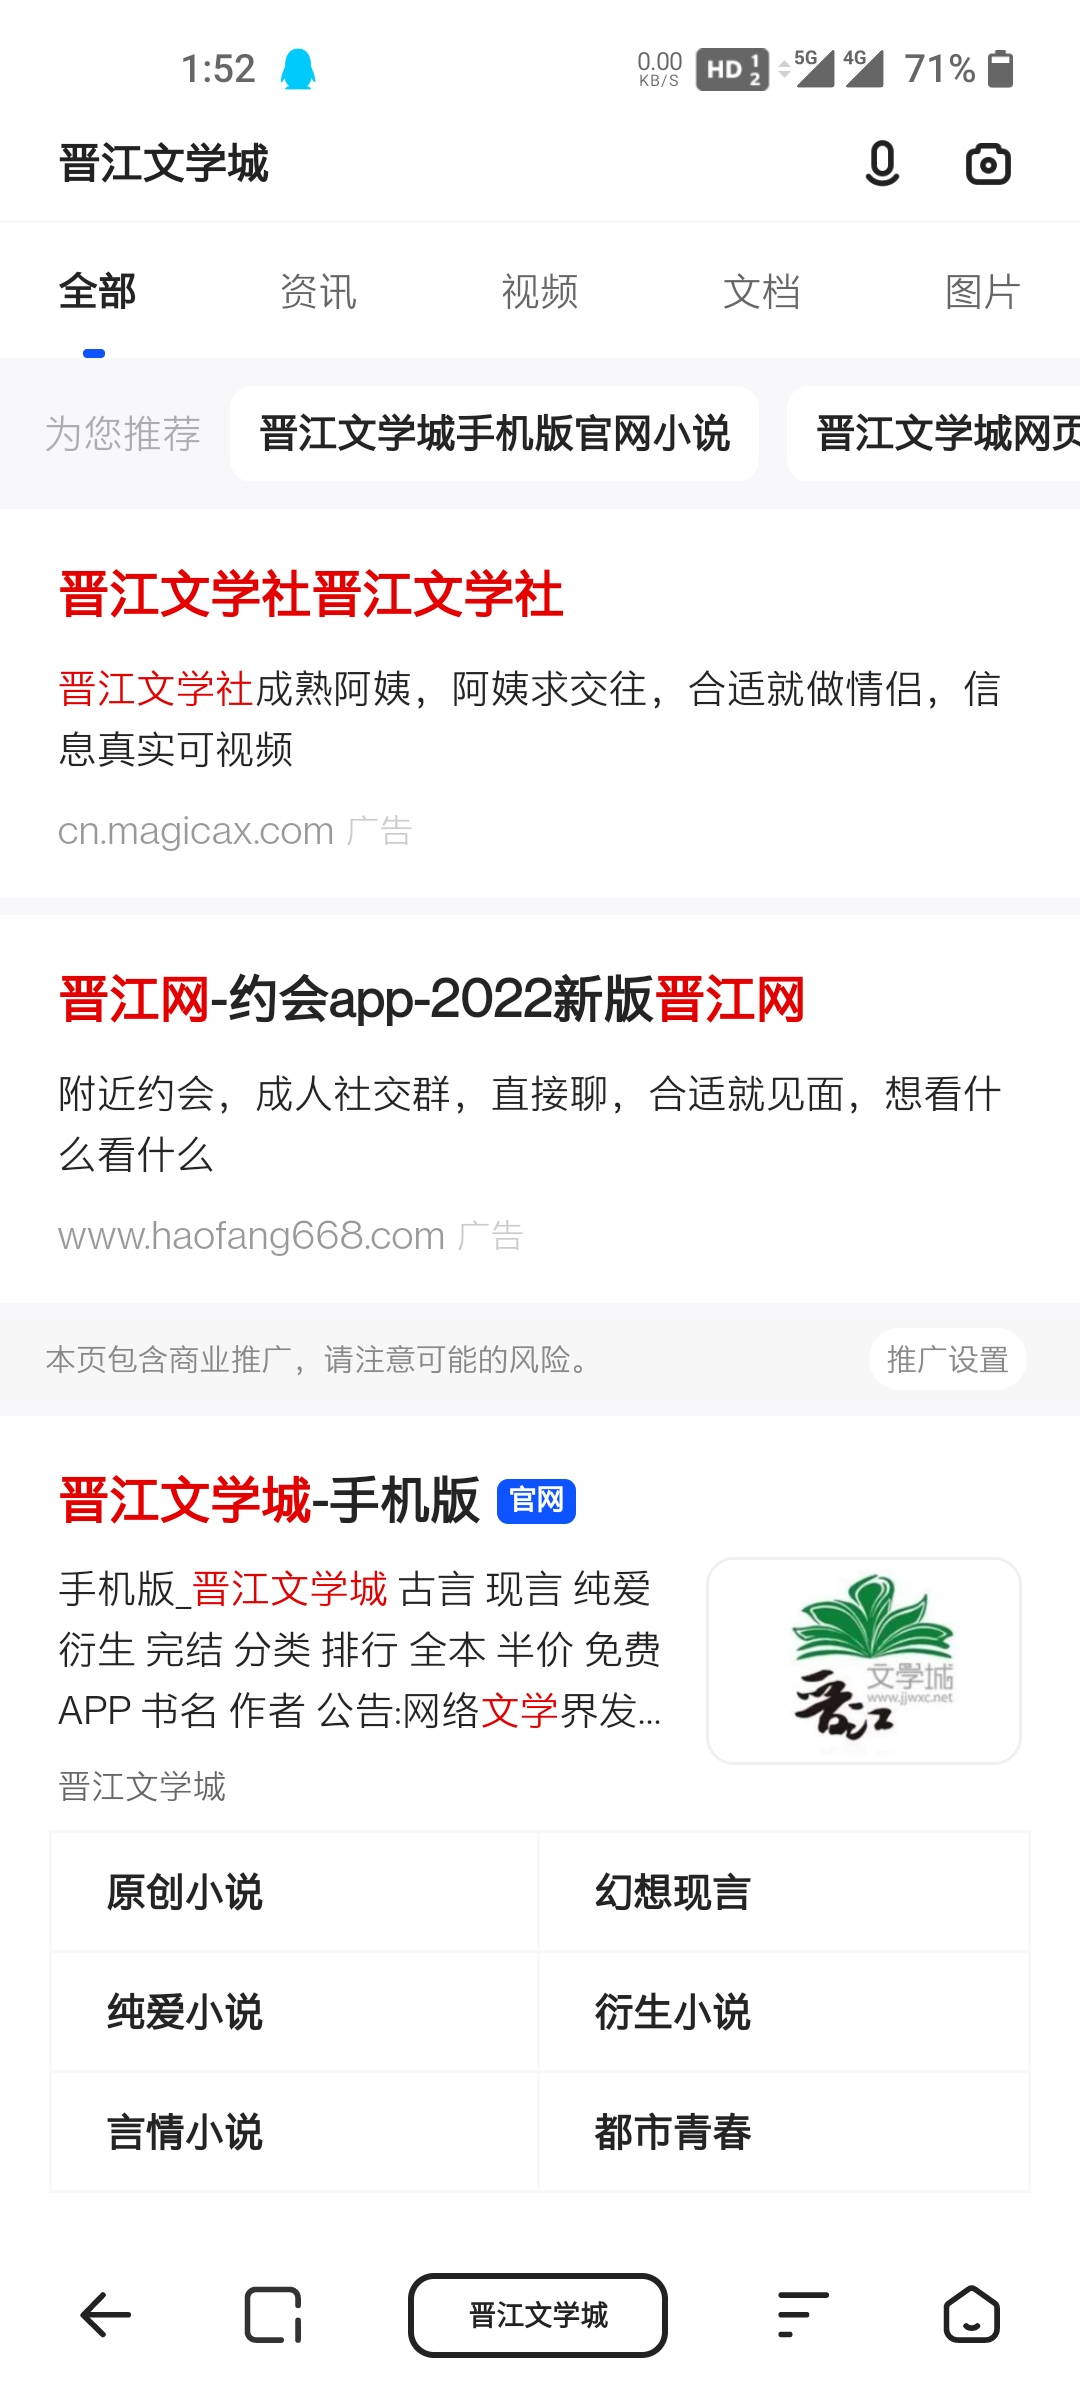 1:52 0.00 KB/S HD 1 2 5G 4G 71%
晋江文学城
全部 资讯 视频 文档 图片
为您推荐 晋江文学城手机版官网小说 晋江文学城网页
晋江文学社晋江文学社
晋江文学社成熟阿姨，阿姨求交往，合适就做情侣，信
息真实可视频
cn.magicax.com 广告
晋江网-约会app-2022新版晋江网
附近约会，成人社交群，直接聊，合适就见面，想看什
么看什么
www.haofang668.com 广告
本页包含商业推广，请注意可能的风险。 推广设置
晋江文学城-手机版 官网
手机版_晋江文学城 古言 现言 纯爱
衍生 完结 分类 排行 全本 半价 免费
APP 书名 作者 公告:网络文学界发...
文學城
www.jjwxc.net
晋江
晋江文学城
原创小说 幻想现言
纯爱小说 衍生小说
言情小说 都市青春
晋江文学城